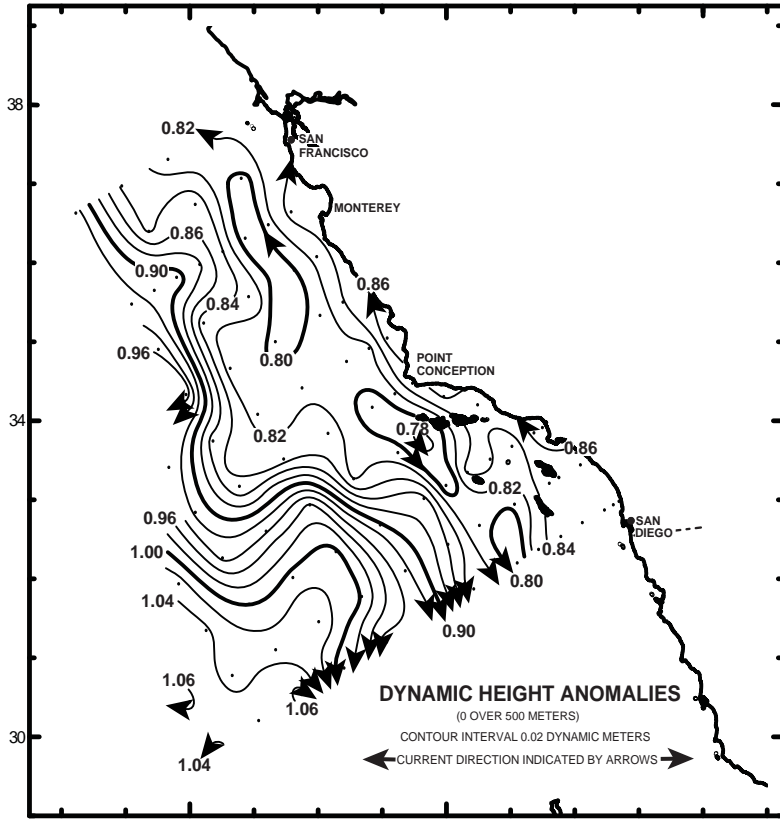 38
0.82
SAN
FRANCISCO
MONTEREY
0.86
0.90
0.86
0.84
0.96
0.80
POINT
CONCEPTION
34
0.82
0.78
0.86
0.82
0.96
SAN
DIEGO
1.00
0.84
0.80
1.04
0.90
1.06
1.06
DYNAMIC HEIGHT ANOMALIES
(0 OVER 500 METERS)
CONTOUR INTERVAL 0.02 DYNAMIC METERS
30
CURRENT DIRECTION INDICATED BY ARROWS
1.04